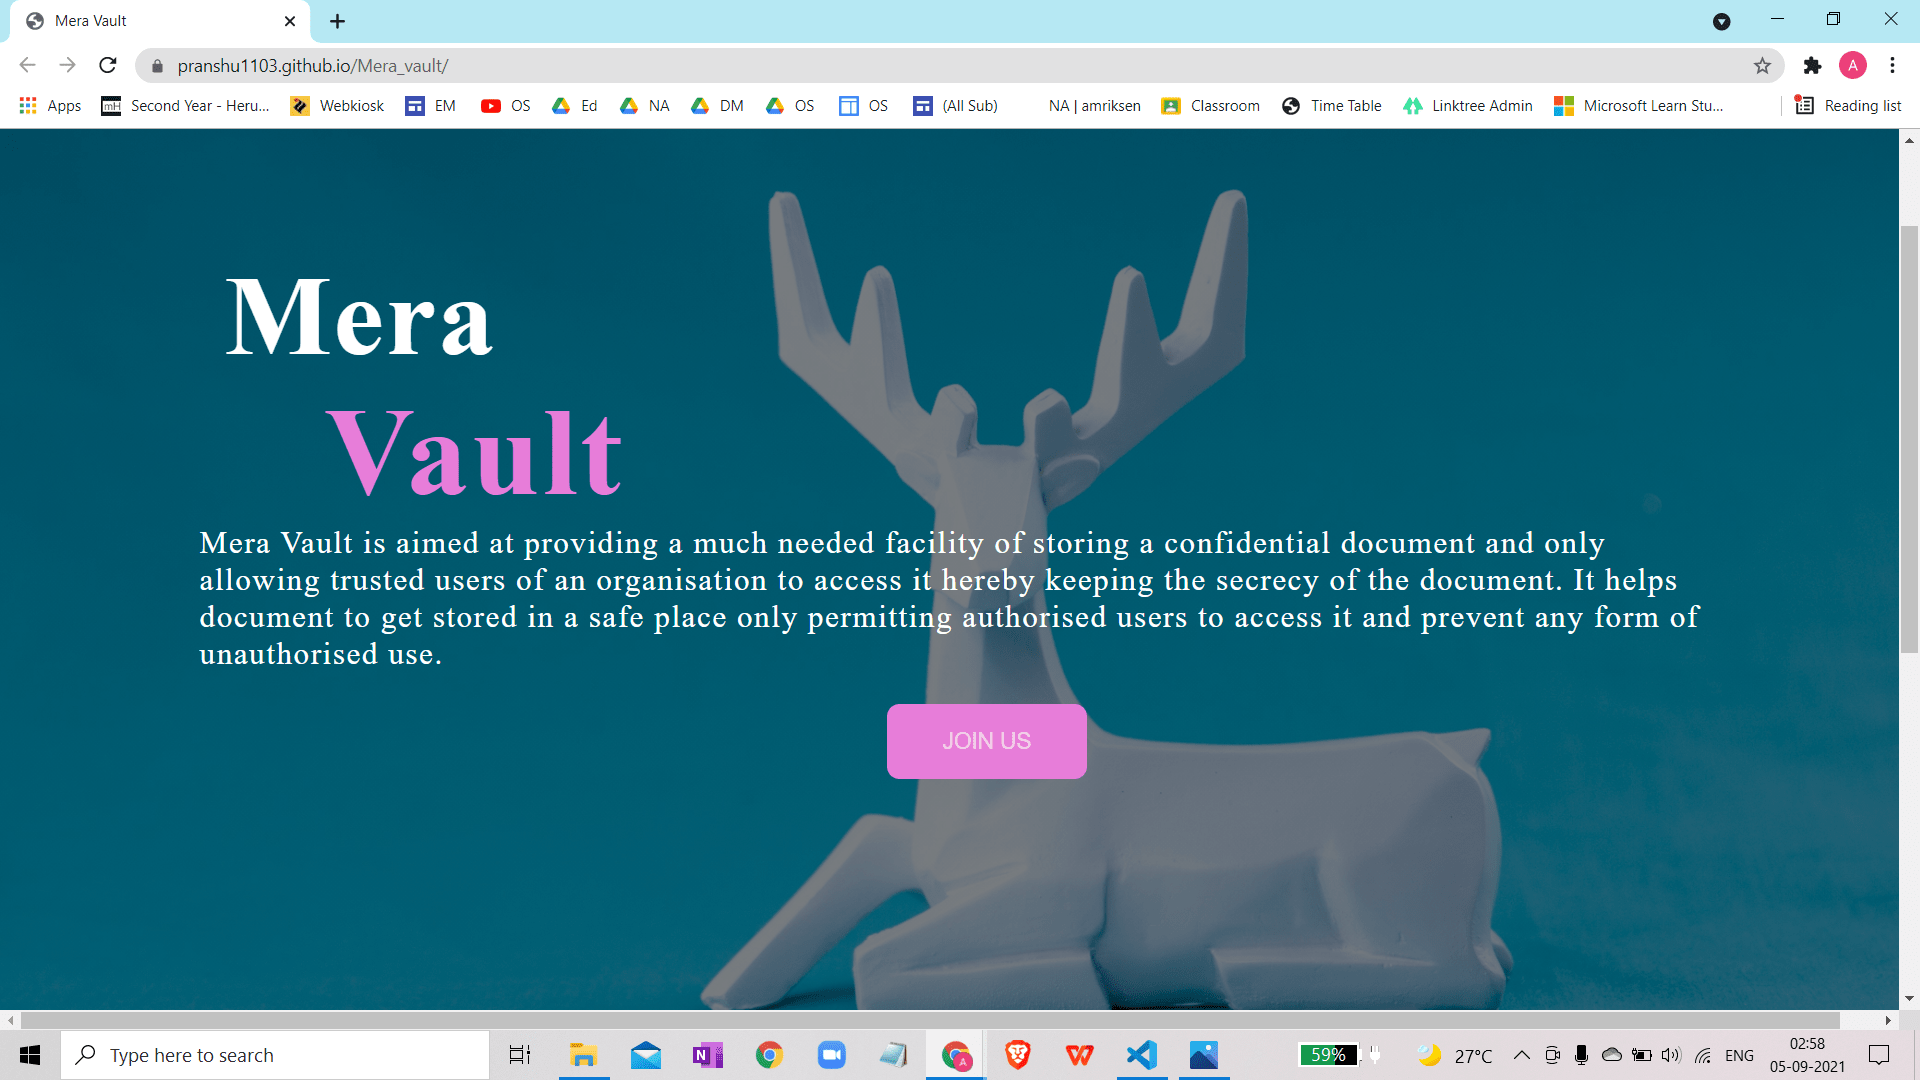 Mera Vault
pranshu1103.github.io/Mera_vault/
A
Apps
mH Second Year - Heru...
Webkiosk
EM
OS
Ed
NA
DM
OS
OS
(All Sub)
NA | amriksen
Classroom
Time Table
Linktree Admin
Microsoft Learn Stu...
Reading list
Mera
Vault
Mera Vault is aimed at providing a much needed facility of storing a confidential document and only
allowing trusted users of an organisation to access it hereby keeping the secrecy of the document. It helps
document to get stored in a safe place only permitting authorised users to access it and prevent any form of
unauthorised use.
JOIN US
Type here to search
N
A
W
59%
27°C
ENG
02:58
05-09-2021